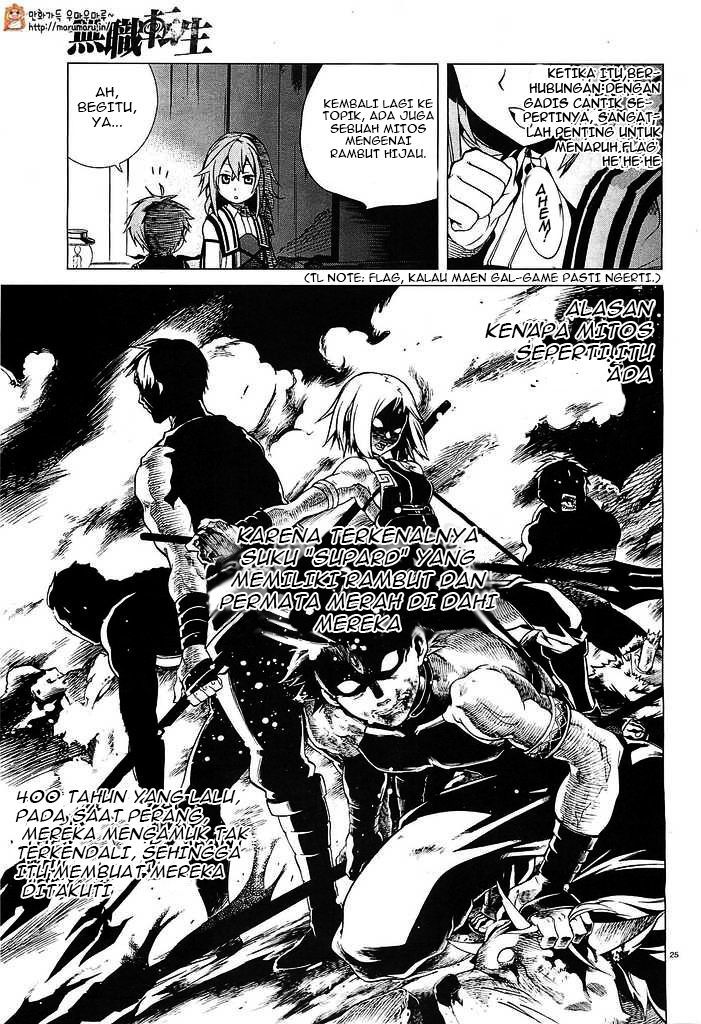 만화가득 우마우마루~
http://marumaru.in/
無職転生
KETIKA ITU,BER-
HUBUNGAN DENGAN
GADIS CANTIK SE-
PERTINYA, SANGAT-
LAH PENTING UNTUK
MENARUH FLAG.
HE HE HE
AHEM!
KEMBALI LAGI KE
TOPIK, ADA JUGA
SEBUAH MITOS
MENGENAI
RAMBUT HIJAU.
AH,
BEGITU,
YA...
(TL NOTE: FLAG, KALAU MAEN GAL-GAME PASTI NGERTI.)
ALASAN
KENAPA MITOS
SEPERTI ITU
ADA
KARENA TERKENALNYA
SUKU "SUPARD" YANG
MEMILIKI RAMBUT DAN
PERMATA MERAH DI DAHI
MEREKA
400 TAHUN YANG LALU,
PADA SAAT PERANG,
MEREKA MENGAMUK TAK
TERKENDALI, SEHINGGA
ITU MEMBUAT MEREKA
DITAKUTI
25